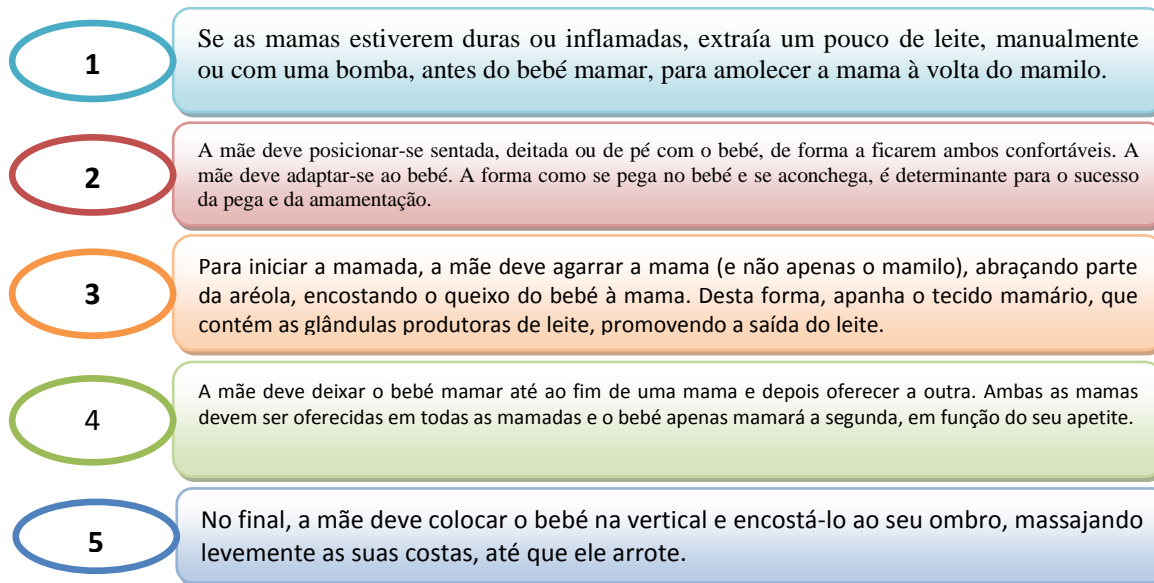 1
Se as mamas estiverem duras ou inflamadas, extraía um pouco de leite, manualmente
ou com uma bomba, antes do bebé mamar, para amolecer a mama à volta do mamilo.
2
A mãe deve posicionar-se sentada, deitada ou de pé com o bebé, de forma a ficarem ambos confortáveis. A
mãe deve adaptar-se ao bebé. A forma como se pega no bebé e se aconchega, é determinante para o sucesso
da pega e da amamentação.
3
Para iniciar a mamada, a mãe deve agarrar a mama (e não apenas o mamilo), abraçando parte
da aréola, encostando o queixo do bebé à mama. Desta forma, apanha o tecido mamário, que
contém as glândulas produtoras de leite, promovendo a saída do leite.
4
A mãe deve deixar o bebé mamar até ao fim de uma mama e depois oferecer a outra. Ambas as mamas
devem ser oferecidas em todas as mamadas e o bebé apenas mamará a segunda, em função do seu apetite.
5
No final, a mãe deve colocar o bebé na vertical e encostá-lo ao seu ombro, massajando
levemente as suas costas, até que ele arrote.